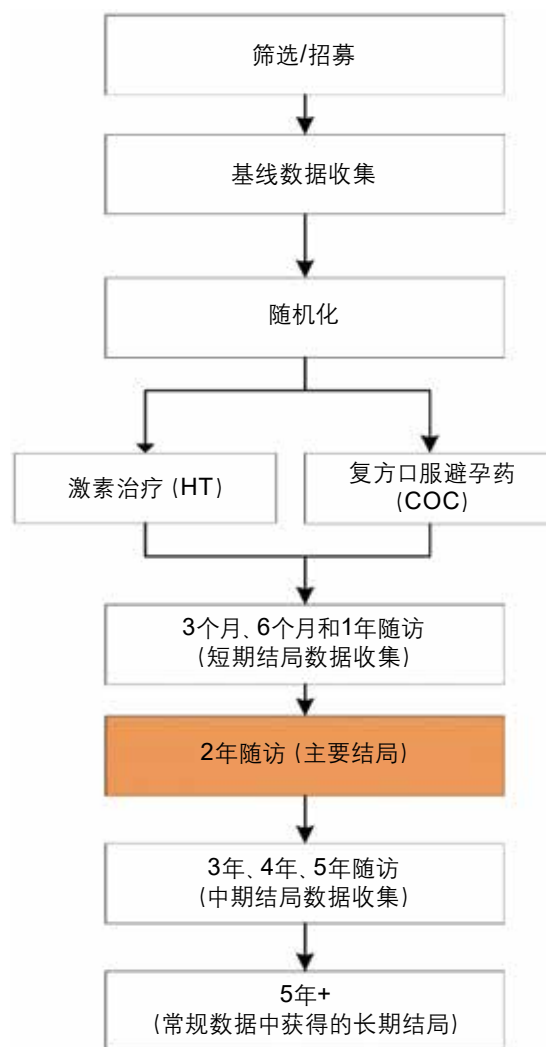 筛选/招募
基线数据收集
随机化
激素治疗 (HT)
复方口服避孕药
(COC)
3个月、6个月和1年随访
(短期结局数据收集)
2年随访 (主要结局)
3年、4年、5年随访
(中期结局数据收集)
5年+
(常规数据中获得的长期结局)